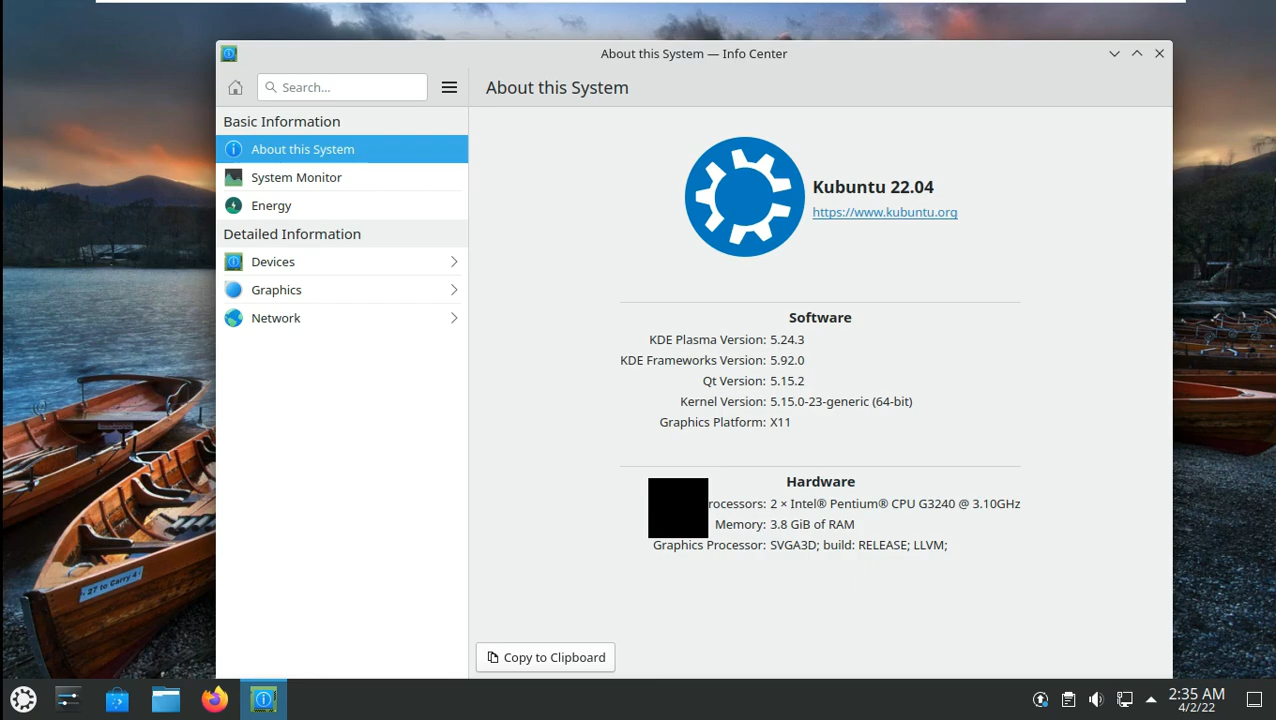 About this System — Info Center
Search...
About this System
Basic Information
About this System
System Monitor
Energy
Detailed Information
Devices
Graphics
Network
Kubuntu 22.04
https://www.kubuntu.org
Software
KDE Plasma Version: 5.24.3
KDE Frameworks Version: 5.92.0
Qt Version: 5.15.2
Kernel Version: 5.15.0-23-generic (64-bit)
Graphics Platform: X11
Hardware
rocessors: 2 × Intel® Pentium® CPU G3240 @ 3.10GHz
Memory: 3.8 GiB of RAM
Graphics Processor: SVGA3D; build: RELEASE; LLVM;
Copy to Clipboard
27 to Carry 4
2:35 AM
4/2/22